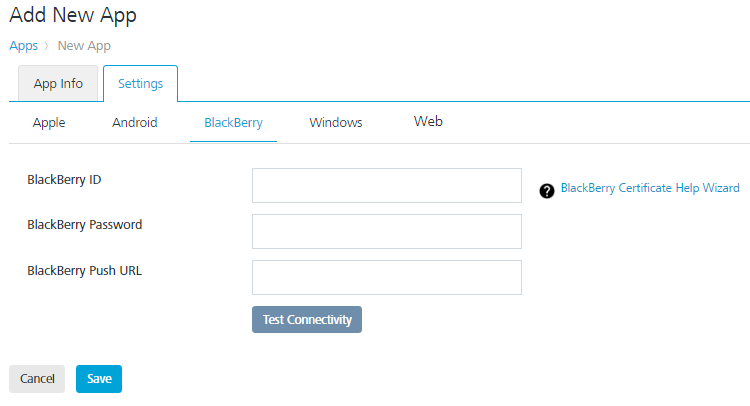 Add New App
Apps 〉 New App
App Info Settings
Apple Android BlackBerry Windows Web
BlackBerry ID
? BlackBerry Certificate Help Wizard
BlackBerry Password
BlackBerry Push URL
Test Connectivity
Cancel Save